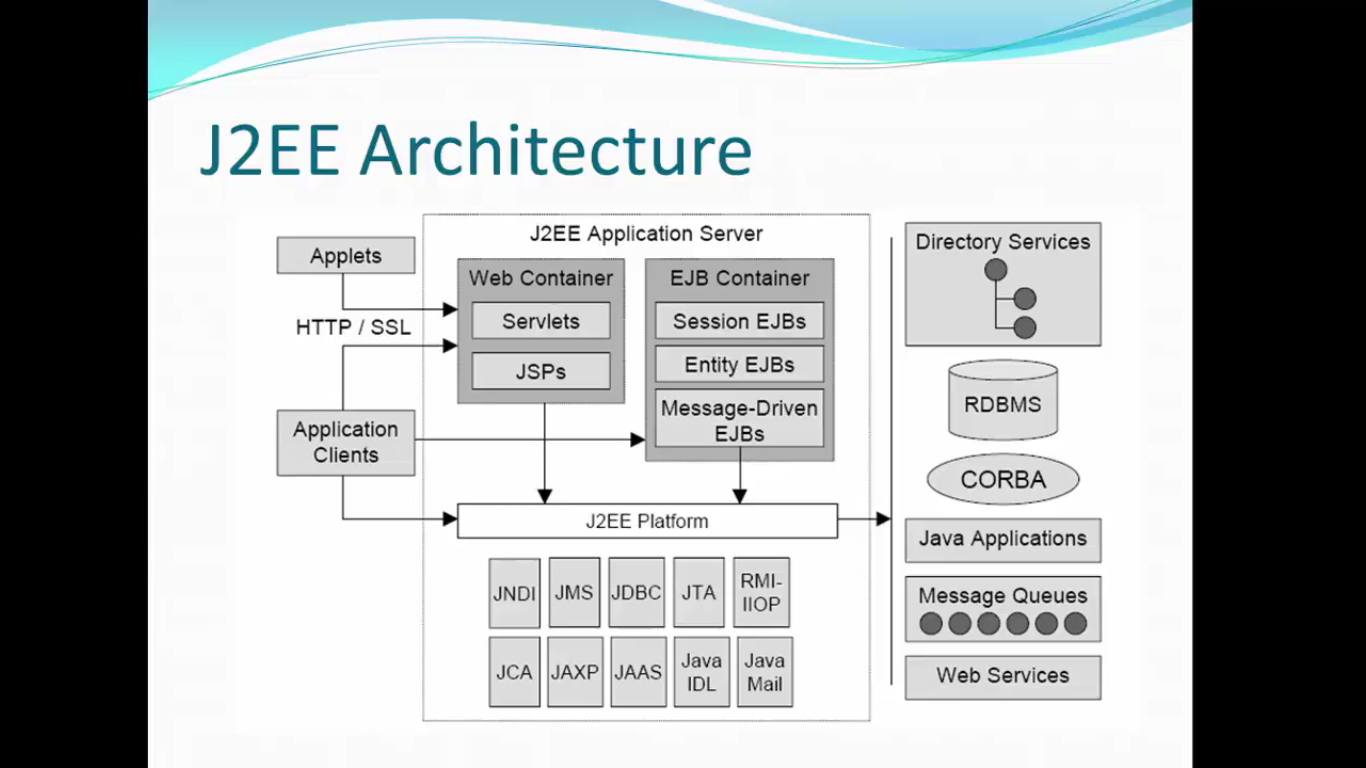 J2EE Architecture
J2EE Application Server
Applets
HTTP / SSL
Application
Clients
Web Container
Servlets
JSPs
EJB Container
Session EJBs
Entity EJBs
Message-Driven
EJBs
J2EE Platform
JNDI
JMS
JDBC
JTA
RMI-
IIOP
JCA
JAXP
JAAS
Java
IDL
Java
Mail
Directory Services
RDBMS
CORBA
Java Applications
Message Queues
Web Services